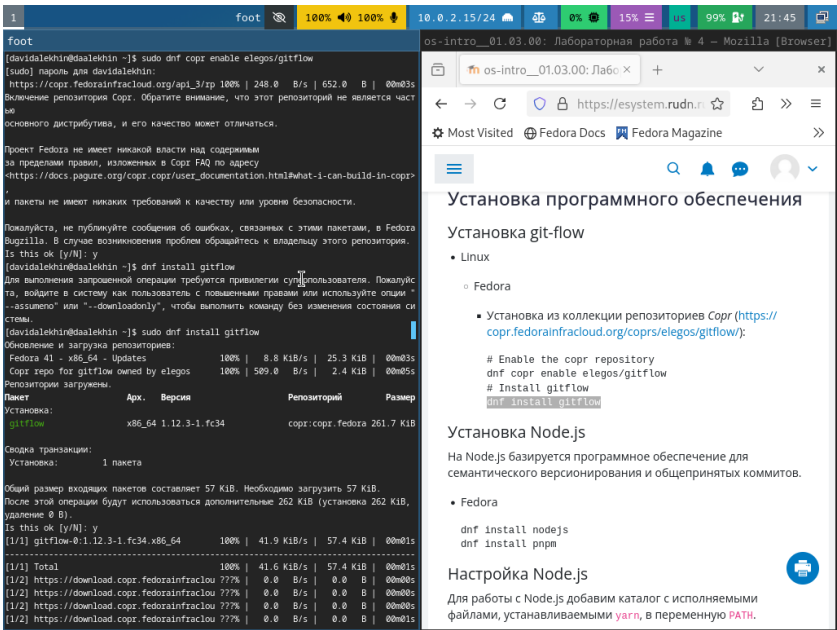 1
foot
100%
100%
10.0.2.15/24
0%
15%
us
99%
21:45
foot
os-intro__01.03.00: Лабораторная работа № 4 — Mozilla [Browser]
[davidalekhin@daalekhin ~]$ sudo dnf copr enable elegos/gitflow
[sudo] пароль для davidalekhin:
https://copr.fedorainfracloud.org/api_3/rp 100% | 248.0 B/s | 652.0 B | 00m03s
Включение репозитория Copr. Обратите внимание, что этот репозиторий не является част
ью
основного дистрибутива, и его качество может отличаться.
Проект Fedora не имеет никакой власти над содержимым
за пределами правил, изложенных в Copr FAQ по адресу
<https://docs.pagure.org/copr.copr/user_documentation.html#what-i-can-build-in-copr>
,
и пакеты не имеют никаких требований к качеству или уровню безопасности.
Пожалуйста, не публикуйте сообщения об ошибках, связанных с этими пакетами, в Fedora
Bugzilla. В случае возникновения проблем обращайтесь к владельцу этого репозитория.
Is this ok [y/N]: y
[davidalekhin@daalekhin ~]$ dnf install gitflow
Для выполнения запрошенной операции требуются привилегии суперпользователя. Пожалуйс
та, войдите в систему как пользователь с повышенными правами или используйте опции "
--assumeno" или "--downloadonly", чтобы выполнить команду без изменения состояния си
стемы.
[davidalekhin@daalekhin ~]$ sudo dnf install gitflow
Обновление и загрузка репозиториев:
Fedora 41 - x86_64 - Updates 100% | 8.8 KiB/s | 25.3 KiB | 00m03s
Copr repo for gitflow owned by elegos 100% | 509.0 B/s | 2.4 KiB | 00m05s
Репозитории загружены.
Пакет Арх. Версия Репозиторий Размер
Установка:
gitflow x86_64 1.12.3-1.fc34 copr:copr.fedora 261.7 KiB
Сводка транзакции:
Установка: 1 пакета
Общий размер входящих пакетов составляет 57 KiB. Необходимо загрузить 57 KiB.
После этой операции будут использоваться дополнительные 262 KiB (установка 262 KiB,
удаление 0 B).
Is this ok [y/N]: y
[1/1] gitflow-0:1.12.3-1.fc34.x86_64 100% | 41.9 KiB/s | 57.4 KiB | 00m01s
--------------------------------------------------------------------------------
[1/1] Total 100% | 41.6 KiB/s | 57.4 KiB | 00m01s
[1/2] https://download.copr.fedorainfraclou ???% | 0.0 B/s | 0.0 B | 00m00s
[1/2] https://download.copr.fedorainfraclou ???% | 0.0 B/s | 0.0 B | 00m00s
[1/2] https://download.copr.fedorainfraclou ???% | 0.0 B/s | 0.0 B | 00m00s
[1/2] https://download.copr.fedorainfraclou ???% | 0.0 B/s | 0.0 B | 00m00s
os-intro__01.03.00: Лабо
https://esystem.rudn.r
Most Visited
Fedora Docs
Fedora Magazine
Установка программного обеспечения
Установка git-flow
• Linux
◦ Fedora
▪ Установка из коллекции репозиториев Copr (https://
copr.fedorainfracloud.org/coprs/elegos/gitflow/):
# Enable the copr repository
dnf copr enable elegos/gitflow
# Install gitflow
dnf install gitflow
Установка Node.js
На Node.js базируется программное обеспечение для
семантического версионирования и общепринятых коммитов.
• Fedora
dnf install nodejs
dnf install pnpm
Настройка Node.js
Для работы с Node.js добавим каталог с исполняемыми
файлами, устанавливаемыми yarn, в переменную PATH.